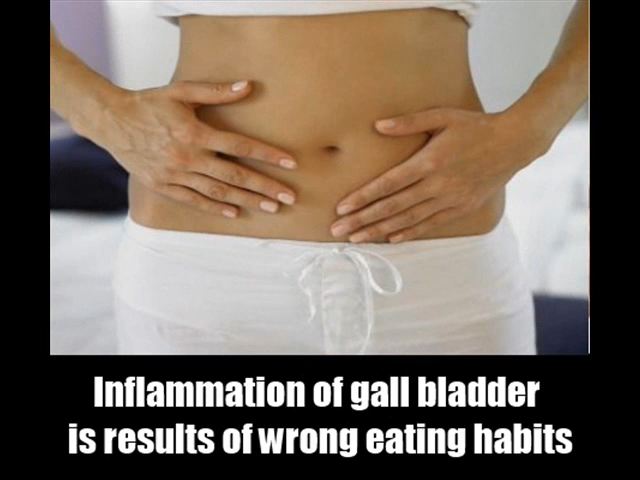 Inflammation of gall bladder
is results of wrong eating habits